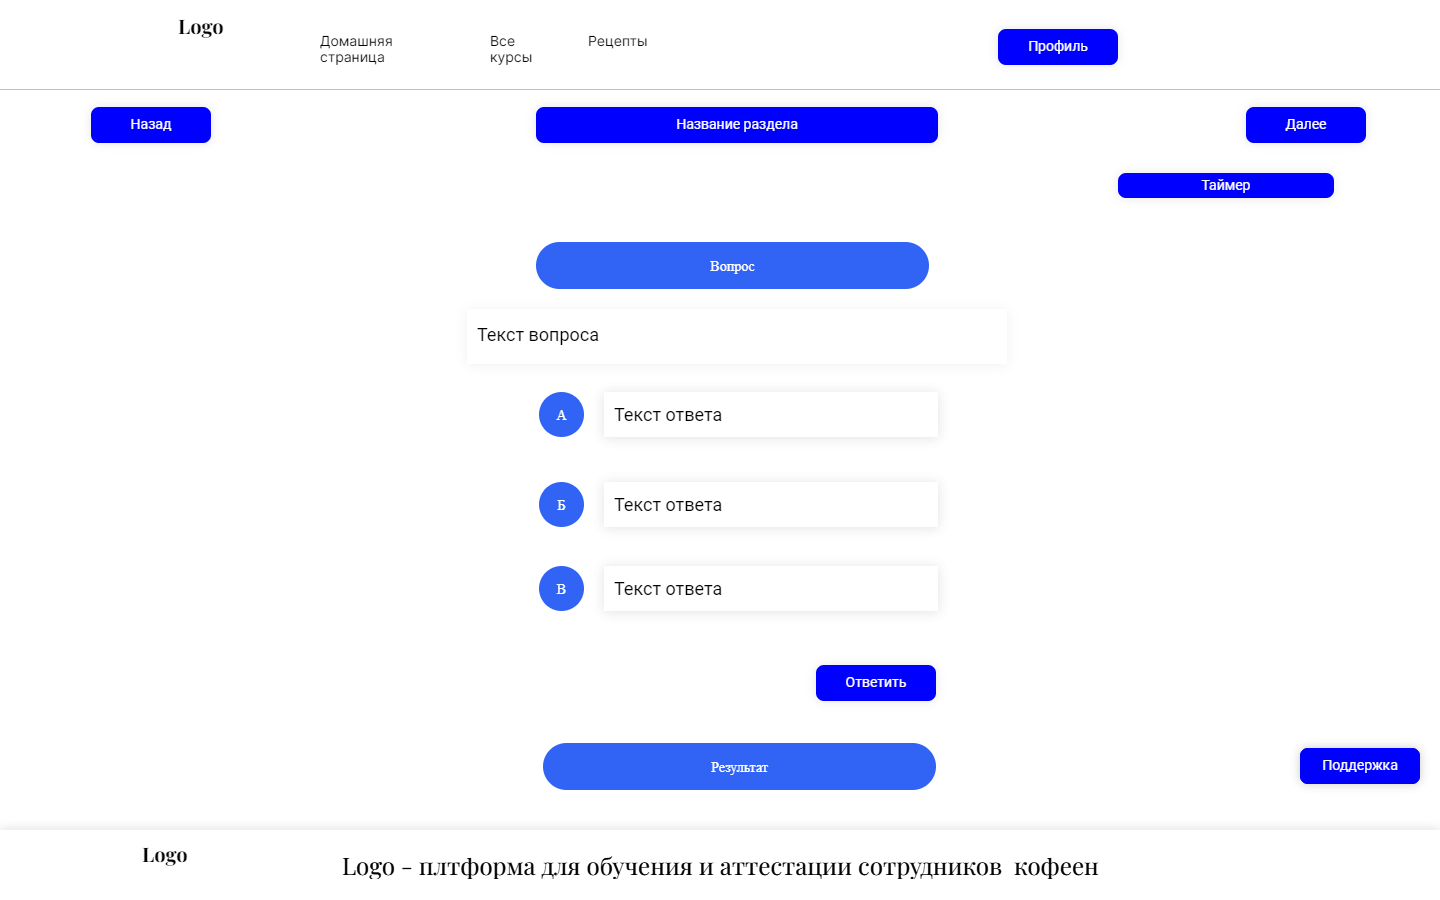 Logo
Домашняя
страница
Все
курсы
Рецепты
Профиль
Назад
Название раздела
Далее
Таймер
Вопрос
Текст вопроса
А
Текст ответа
Б
Текст ответа
В
Текст ответа
Ответить
Результат
Поддержка
Logo
Logo - плтформа для обучения и аттестации сотрудников  кофеен